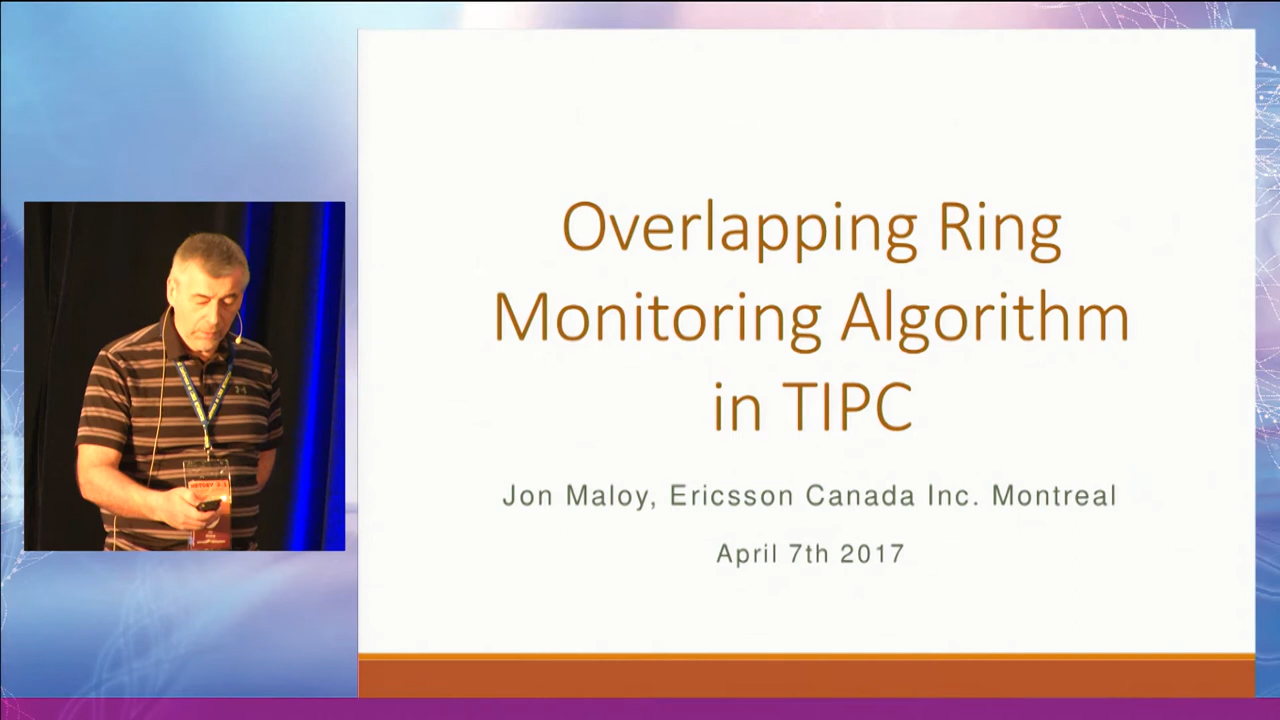 Overlapping Ring
Monitoring Algorithm
in TIPC
Jon Maloy, Ericsson Canada Inc. Montreal
April 7th 2017